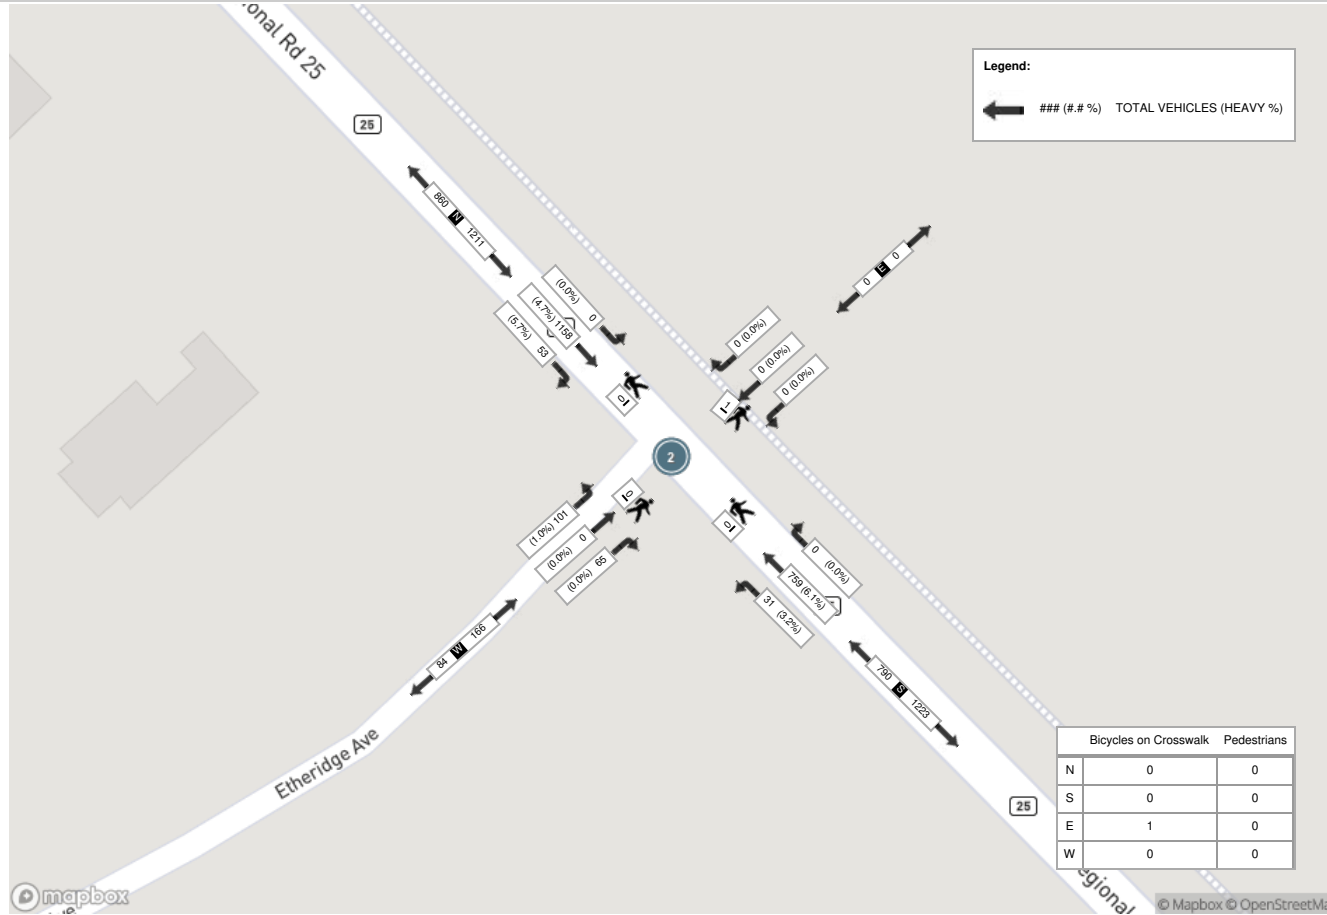 onal Rd 25
25
Legend:
### (#.# %) TOTAL VEHICLES (HEAVY %)
860 N 1211
0 E 0
(0.0%) 0
(4.7%) 1158
(5.7%) 53
0 (0.0%)
0 (0.0%)
0 (0.0%)
0
1
2
0
0
(1.0%) 101
(0.0%) 0
(0.0%) 65
0 (0.0%)
759 (6.1%)
31 (3.2%)
84 W 166
790 S 1223
Etheridge Ave
25
Bicycles on Crosswalk Pedestrians
N 0 0
S 0 0
E 1 0
W 0 0
egional
mapbox
ve
© Mapbox © OpenStreetMa